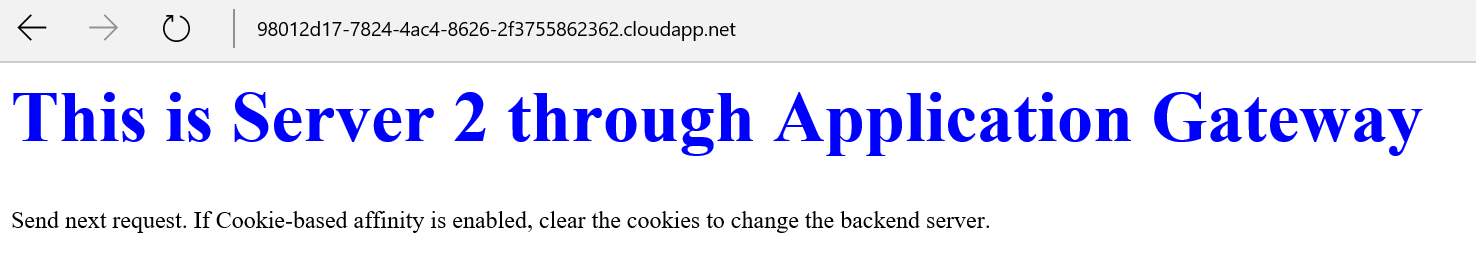 98012d17-7824-4ac4-8626-2f3755862362.cloudapp.net
This is Server 2 through Application Gateway
Send next request. If Cookie-based affinity is enabled, clear the cookies to change the backend server.